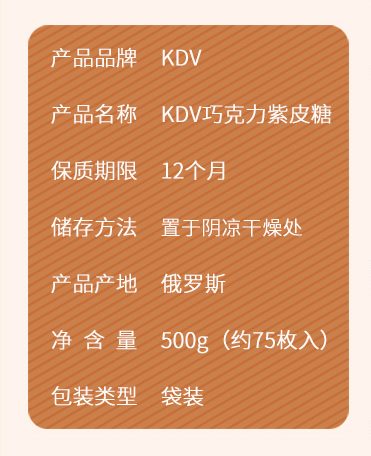 产品品牌 KDV
产品名称 KDV巧克力紫皮糖
保质期限 12个月
储存方法 置于阴凉干燥处
产品产地 俄罗斯
净 含 量 500g（约75枚入）
包装类型 袋装